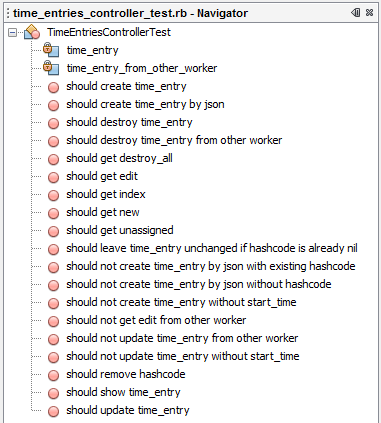 time_entries_controller_test.rb - Navigator
TimeEntriesControllerTest
time_entry
time_entry_from_other_worker
should create time_entry
should create time_entry by json
should destroy time_entry
should destroy time_entry from other worker
should get destroy_all
should get edit
should get index
should get new
should get unassigned
should leave time_entry unchanged if hashcode is already nil
should not create time_entry by json with existing hashcode
should not create time_entry by json without hashcode
should not create time_entry without start_time
should not get edit from other worker
should not update time_entry from other worker
should not update time_entry without start_time
should remove hashcode
should show time_entry
should update time_entry